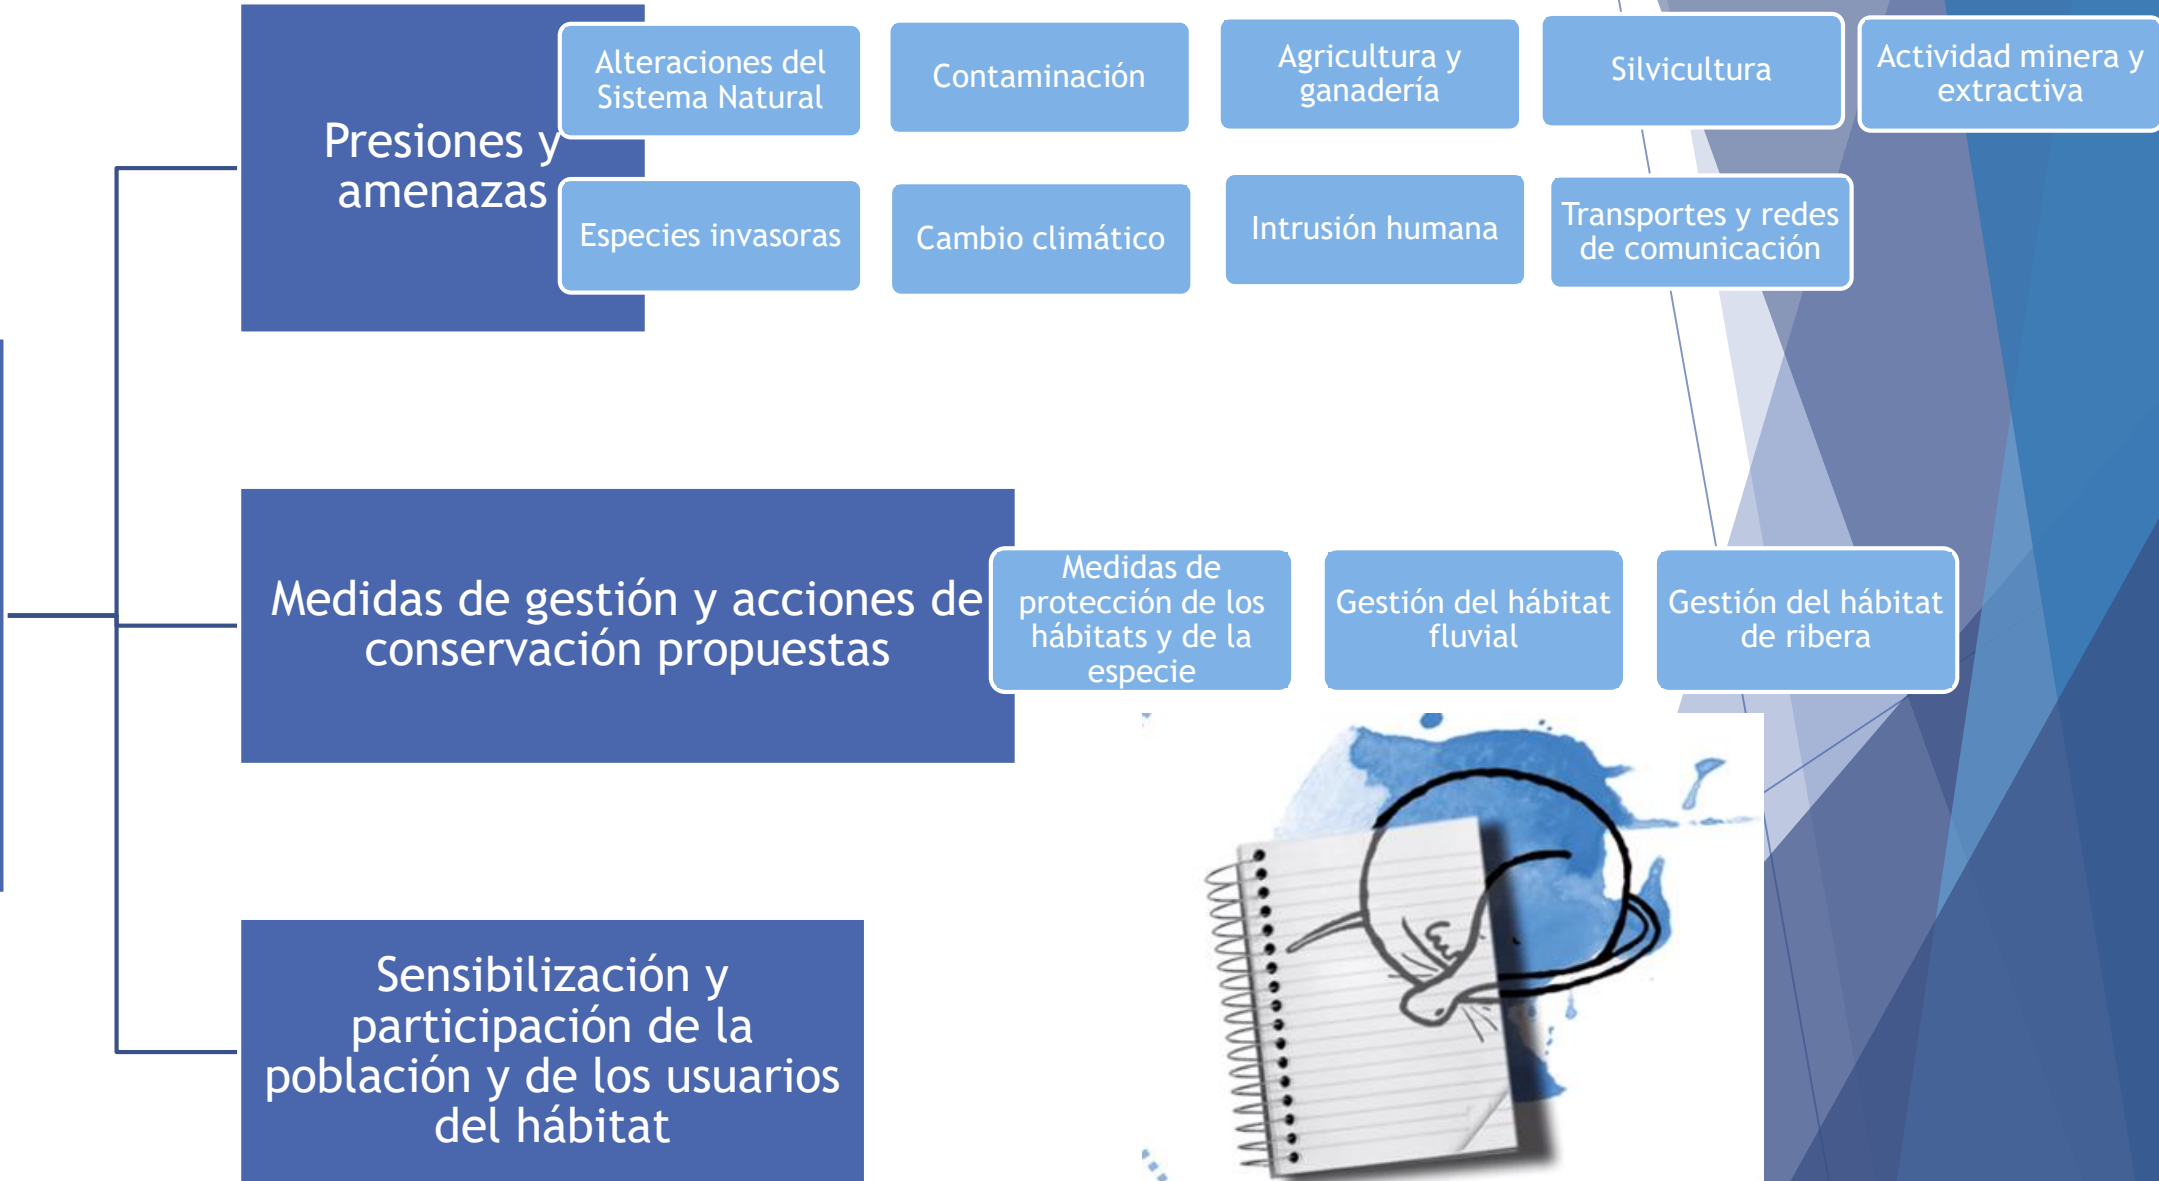 Presiones y
amenazas
Alteraciones del
Sistema Natural
Contaminación
Agricultura y
ganadería
Silvicultura
Actividad minera y
extractiva
Especies invasoras
Cambio climático
Intrusión humana
Transportes y redes
de comunicación
Medidas de gestión y acciones de
conservación propuestas
Medidas de
protección de los
hábitats y de la
especie
Gestión del hábitat
fluvial
Gestión del hábitat
de ribera
Sensibilización y
participación de la
población y de los usuarios
del hábitat